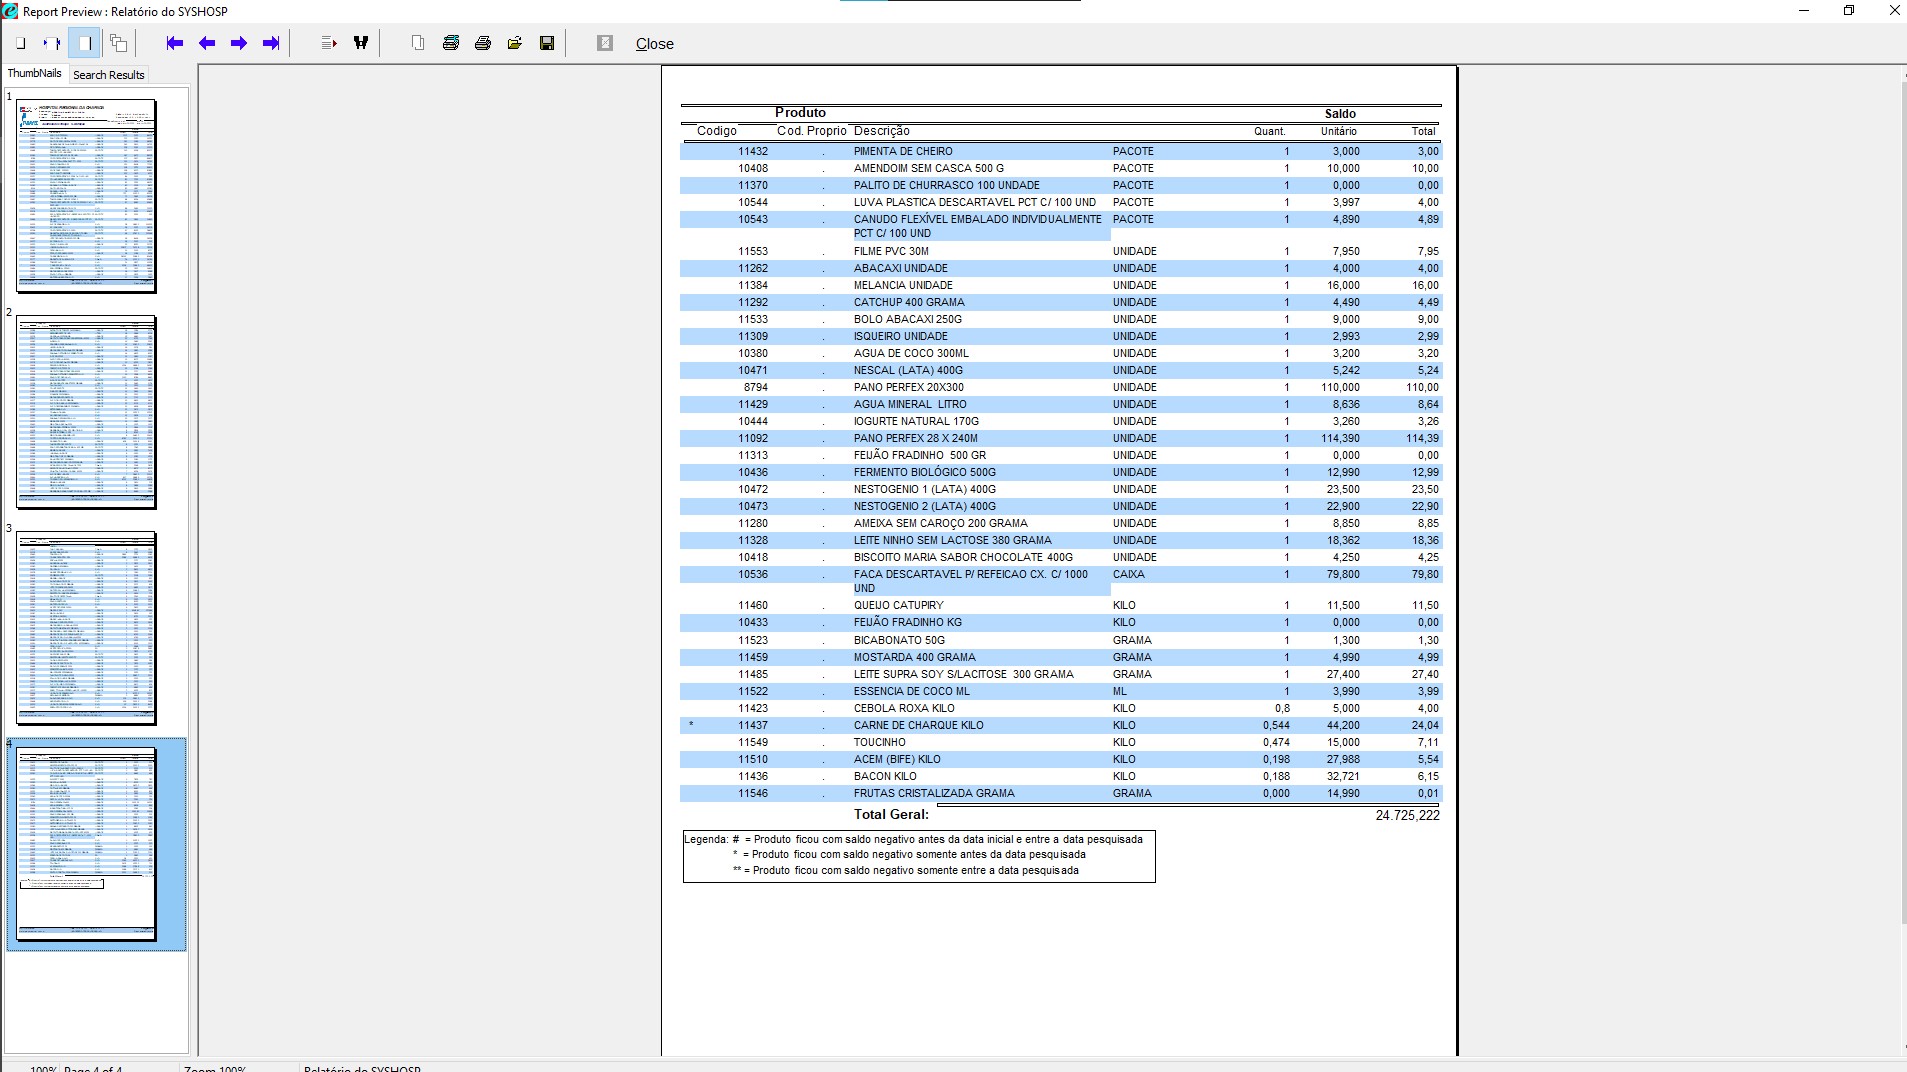 Report Preview : Relatório do SYSHOSP
Close
ThumbNails Search Results
1
2
3
4
Produto Saldo
Codigo Cod. Proprio Descrição Quant. Unitário Total
11432 . PIMENTA DE CHEIRO PACOTE 1 3,000 3,00
10408 . AMENDOIM SEM CASCA 500 G PACOTE 1 10,000 10,00
11370 . PALITO DE CHURRASCO 100 UNDADE PACOTE 1 0,000 0,00
10544 . LUVA PLASTICA DESCARTAVEL PCT C/ 100 UND PACOTE 1 3,997 4,00
10543 . CANUDO FLEXÍVEL EMBALADO INDIVIDUALMENTE PACOTE 1 4,890 4,89
PCT C/ 100 UND
11553 . FILME PVC 30M UNIDADE 1 7,950 7,95
11262 . ABACAXI UNIDADE UNIDADE 1 4,000 4,00
11384 . MELANCIA UNIDADE UNIDADE 1 16,000 16,00
11292 . CATCHUP 400 GRAMA UNIDADE 1 4,490 4,49
11533 . BOLO ABACAXI 250G UNIDADE 1 9,000 9,00
11309 . ISQUEIRO UNIDADE UNIDADE 1 2,993 2,99
10380 . AGUA DE COCO 300ML UNIDADE 1 3,200 3,20
10471 . NESCAL (LATA) 400G UNIDADE 1 5,242 5,24
8794 . PANO PERFEX 20X300 UNIDADE 1 110,000 110,00
11429 . AGUA MINERAL LITRO UNIDADE 1 8,636 8,64
10444 . IOGURTE NATURAL 170G UNIDADE 1 3,260 3,26
11092 . PANO PERFEX 28 X 240M UNIDADE 1 114,390 114,39
11313 . FEIJÃO FRADINHO 500 GR UNIDADE 1 0,000 0,00
10436 . FERMENTO BIOLÓGICO 500G UNIDADE 1 12,990 12,99
10472 . NESTOGENIO 1 (LATA) 400G UNIDADE 1 23,500 23,50
10473 . NESTOGENIO 2 (LATA) 400G UNIDADE 1 22,900 22,90
11280 . AMEIXA SEM CAROÇO 200 GRAMA UNIDADE 1 8,850 8,85
11328 . LEITE NINHO SEM LACTOSE 380 GRAMA UNIDADE 1 18,362 18,36
10418 . BISCOITO MARIA SABOR CHOCOLATE 400G UNIDADE 1 4,250 4,25
10536 . FACA DESCARTAVEL P/ REFEICAO CX. C/ 1000 CAIXA 1 79,800 79,80
UND
11460 . QUEIJO CATUPIRY KILO 1 11,500 11,50
10433 . FEIJÃO FRADINHO KG KILO 1 0,000 0,00
11523 . BICABONATO 50G GRAMA 1 1,300 1,30
11459 . MOSTARDA 400 GRAMA GRAMA 1 4,990 4,99
11485 . LEITE SUPRA SOY S/LACITOSE 300 GRAMA GRAMA 1 27,400 27,40
11522 . ESSENCIA DE COCO ML ML 1 3,990 3,99
11423 . CEBOLA ROXA KILO KILO 0,8 5,000 4,00
* 11437 . CARNE DE CHARQUE KILO KILO 0,544 44,200 24,04
11549 . TOUCINHO KILO 0,474 15,000 7,11
11510 . ACEM (BIFE) KILO KILO 0,198 27,988 5,54
11436 . BACON KILO KILO 0,188 32,721 6,15
11546 . FRUTAS CRISTALIZADA GRAMA GRAMA 0,000 14,990 0,01
Total Geral: 24.725,222
Legenda: # = Produto ficou com saldo negativo antes da data inicial e entre a data pesquisada
* = Produto ficou com saldo negativo somente antes da data pesquisada
** = Produto ficou com saldo negativo somente entre a data pesquisada
100% Page 4 of 4 Zoom 100% Relatório do SYSHOSP